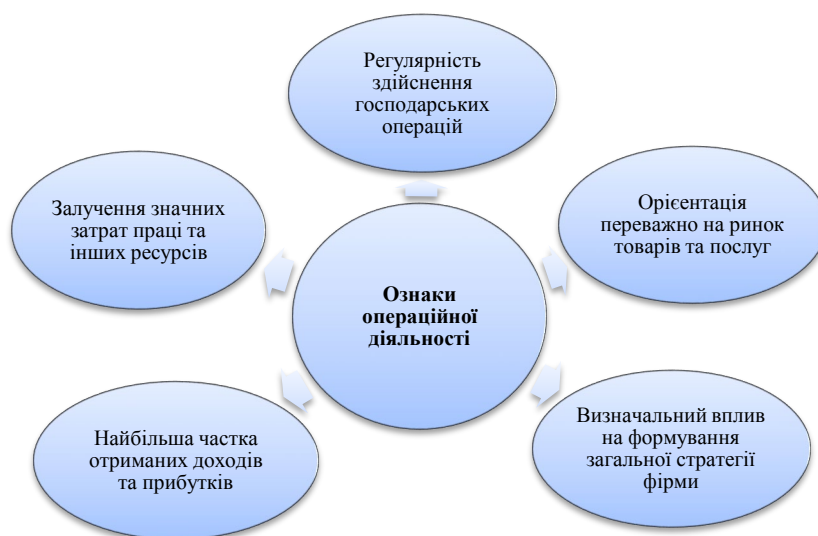 Регулярність
здійснення
господарських
операцій
Залучення значних
затрат праці та
інших ресурсів
Орієнтація
переважно на ринок
товарів та послуг
Ознаки
операційної
діяльності
Найбільша частка
отриманих доходів
та прибутків
Визначальний вплив
на формування
загальної стратегії
фірми